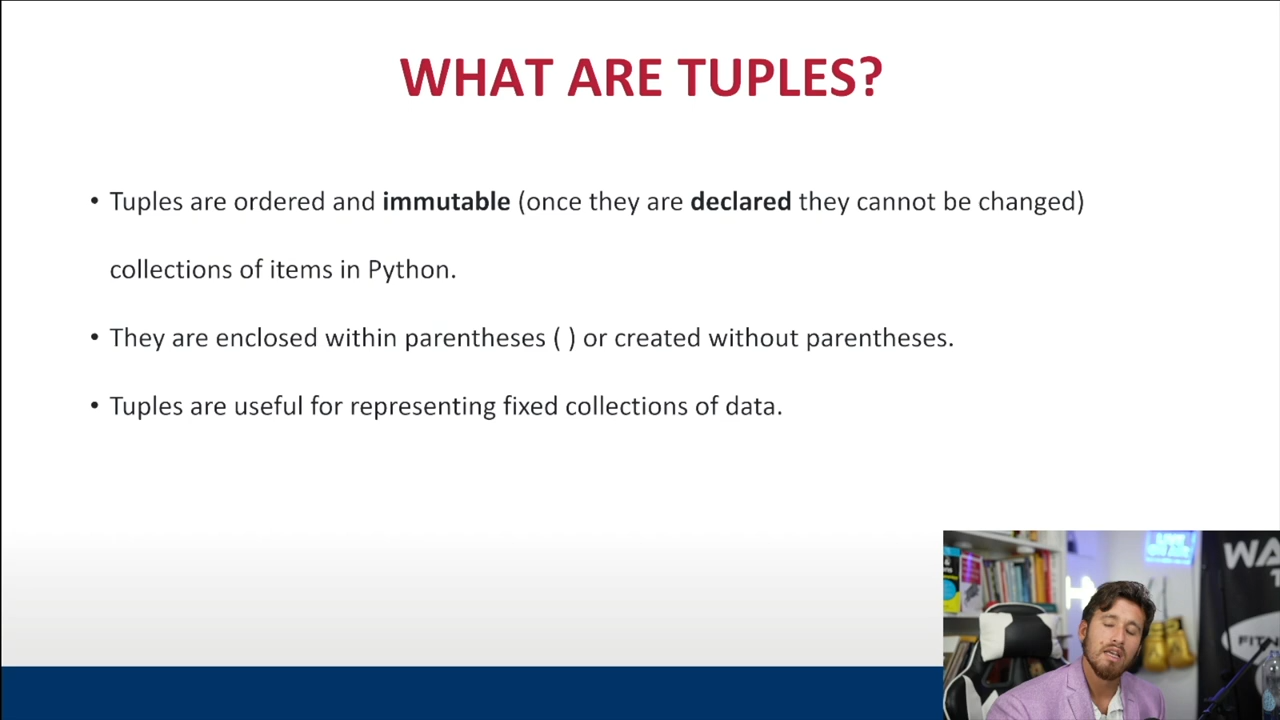 WHAT ARE TUPLES?
• Tuples are ordered and immutable (once they are declared they cannot be changed)
collections of items in Python.
• They are enclosed within parentheses ( ) or created without parentheses.
• Tuples are useful for representing fixed collections of data.
WA
FITN